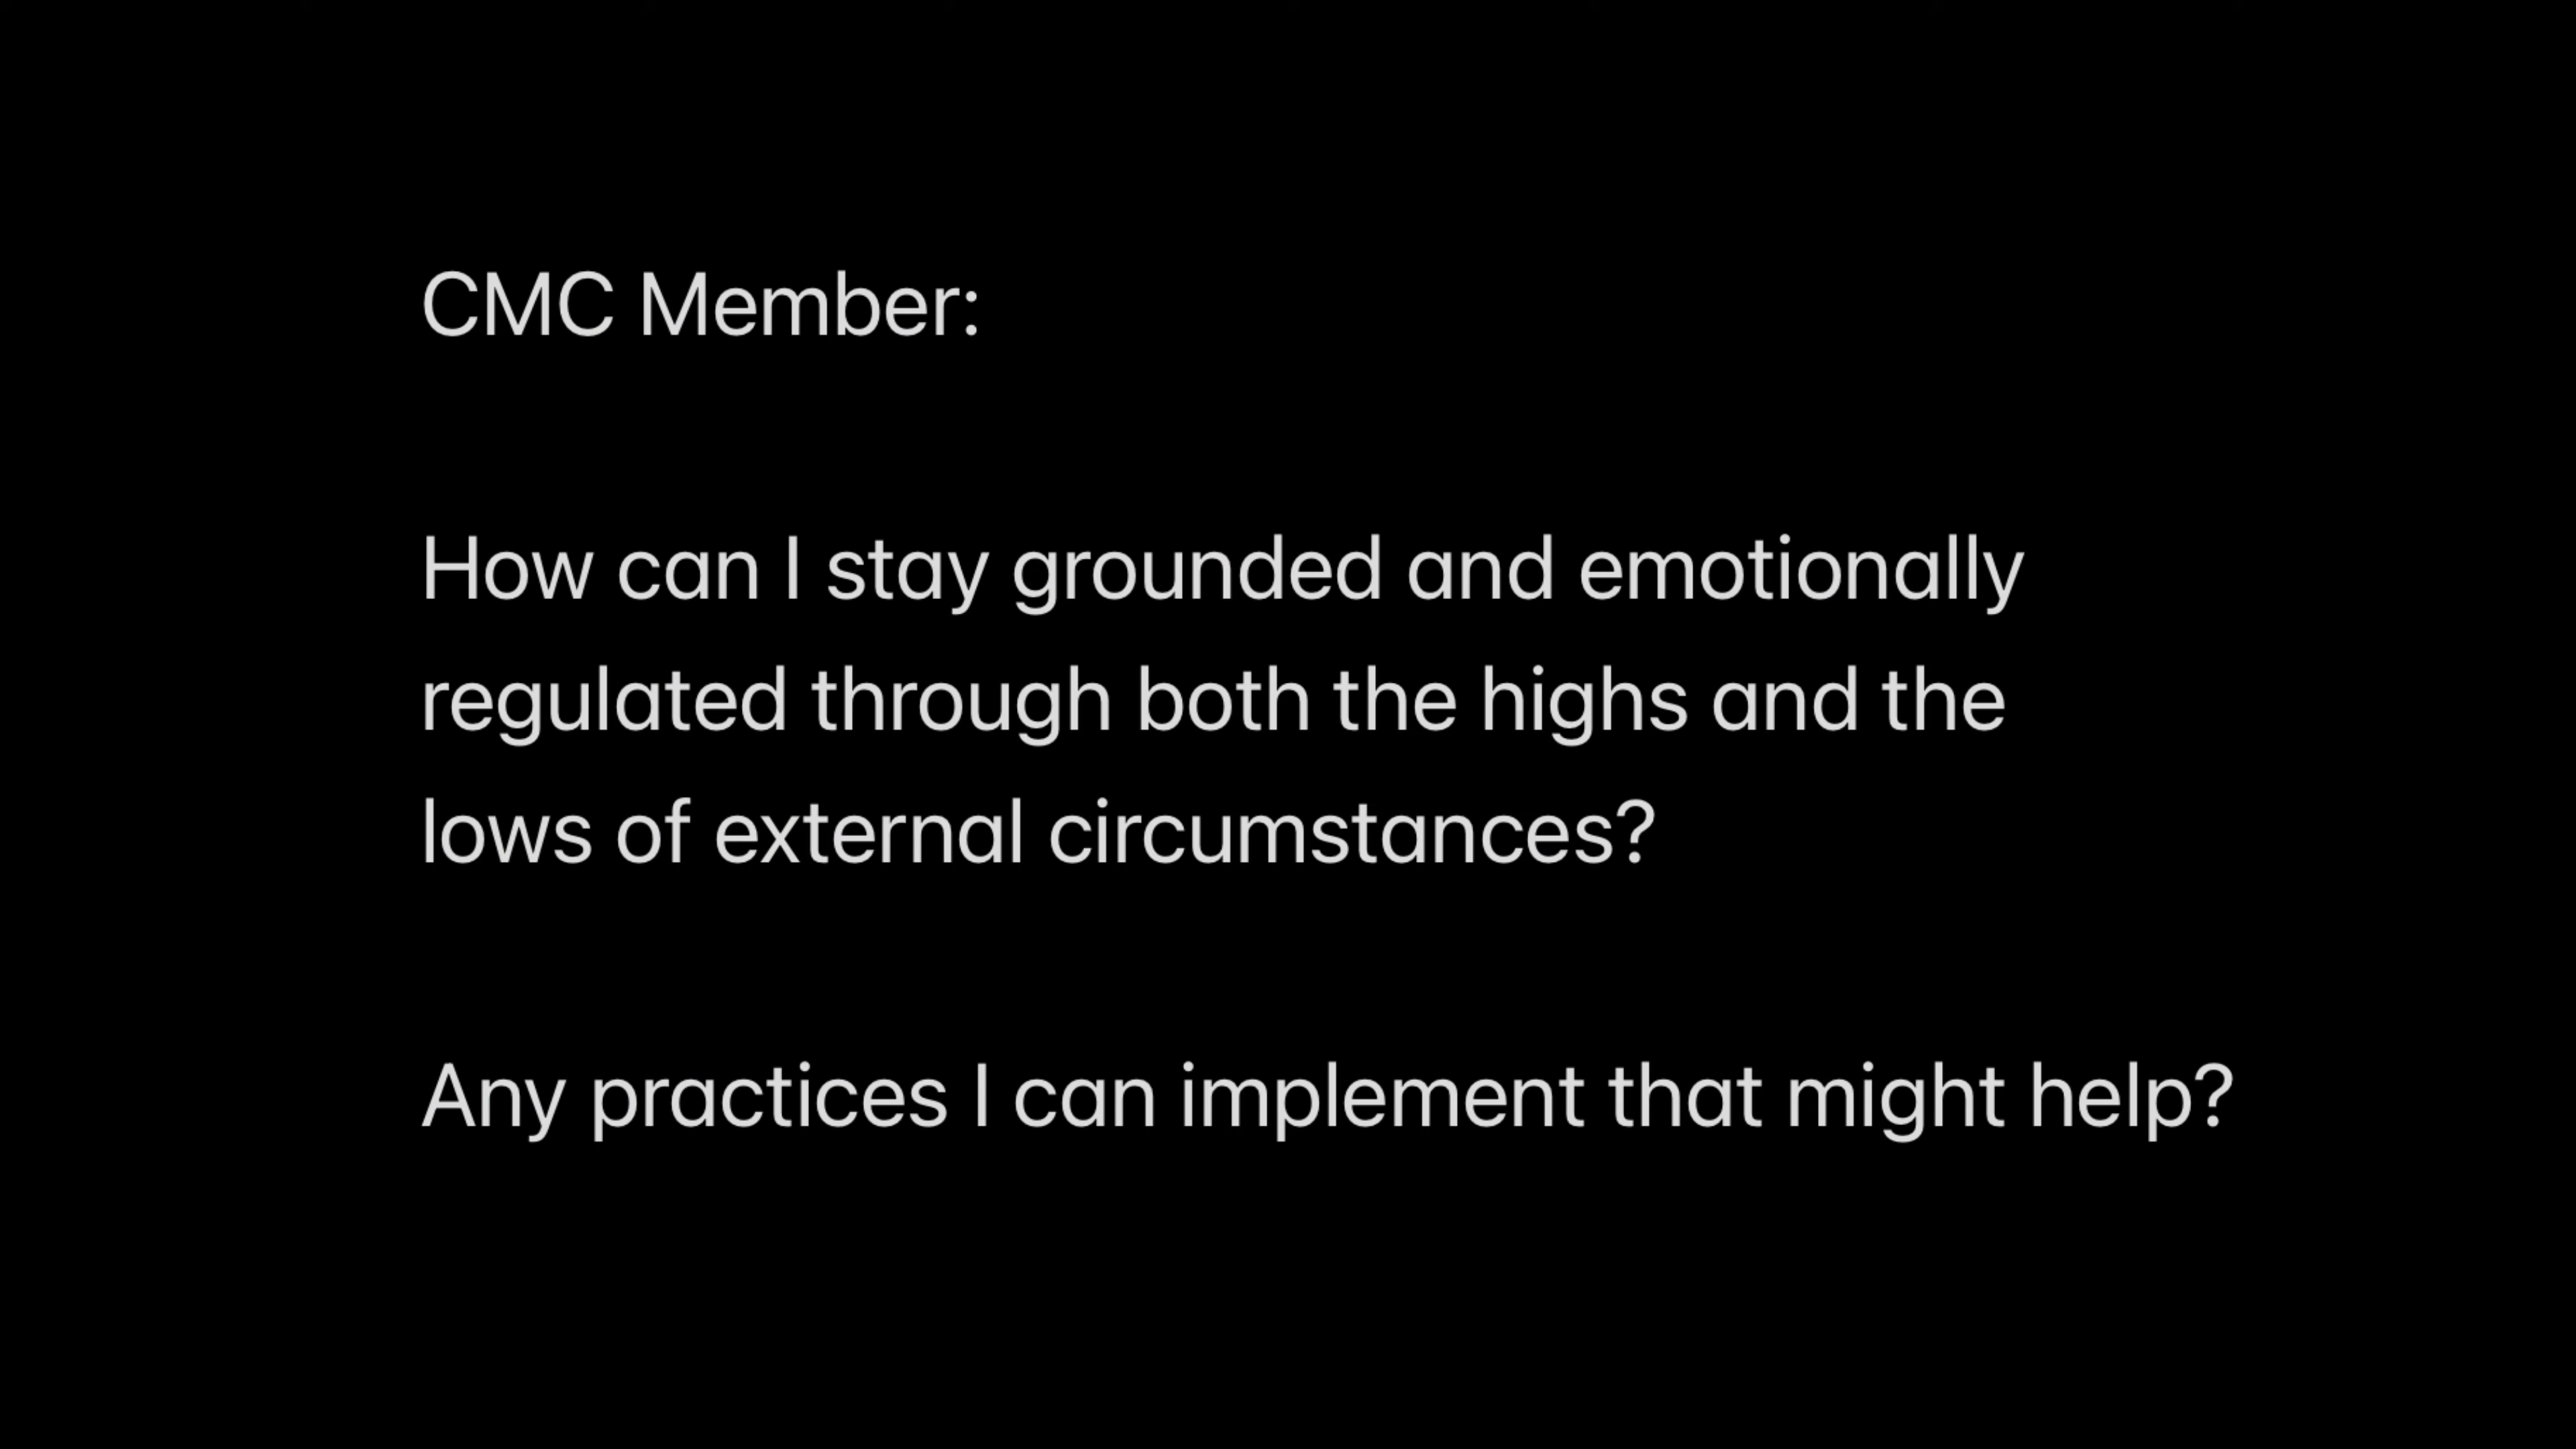 CMC Member:
How can I stay grounded and emotionally
regulated through both the highs and the
lows of external circumstances?
Any practices I can implement that might help?